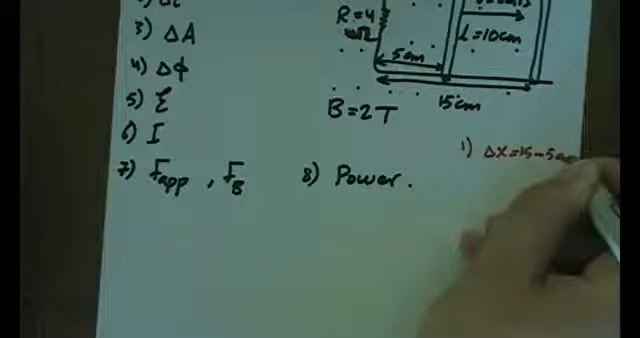 3) ΔA
4) Δϕ
5) ℰ
6) I
7) Fapp , FB
8) Power.
R=4
l=10cm
5cm
15cm
B=2T
1) Δx=15-5